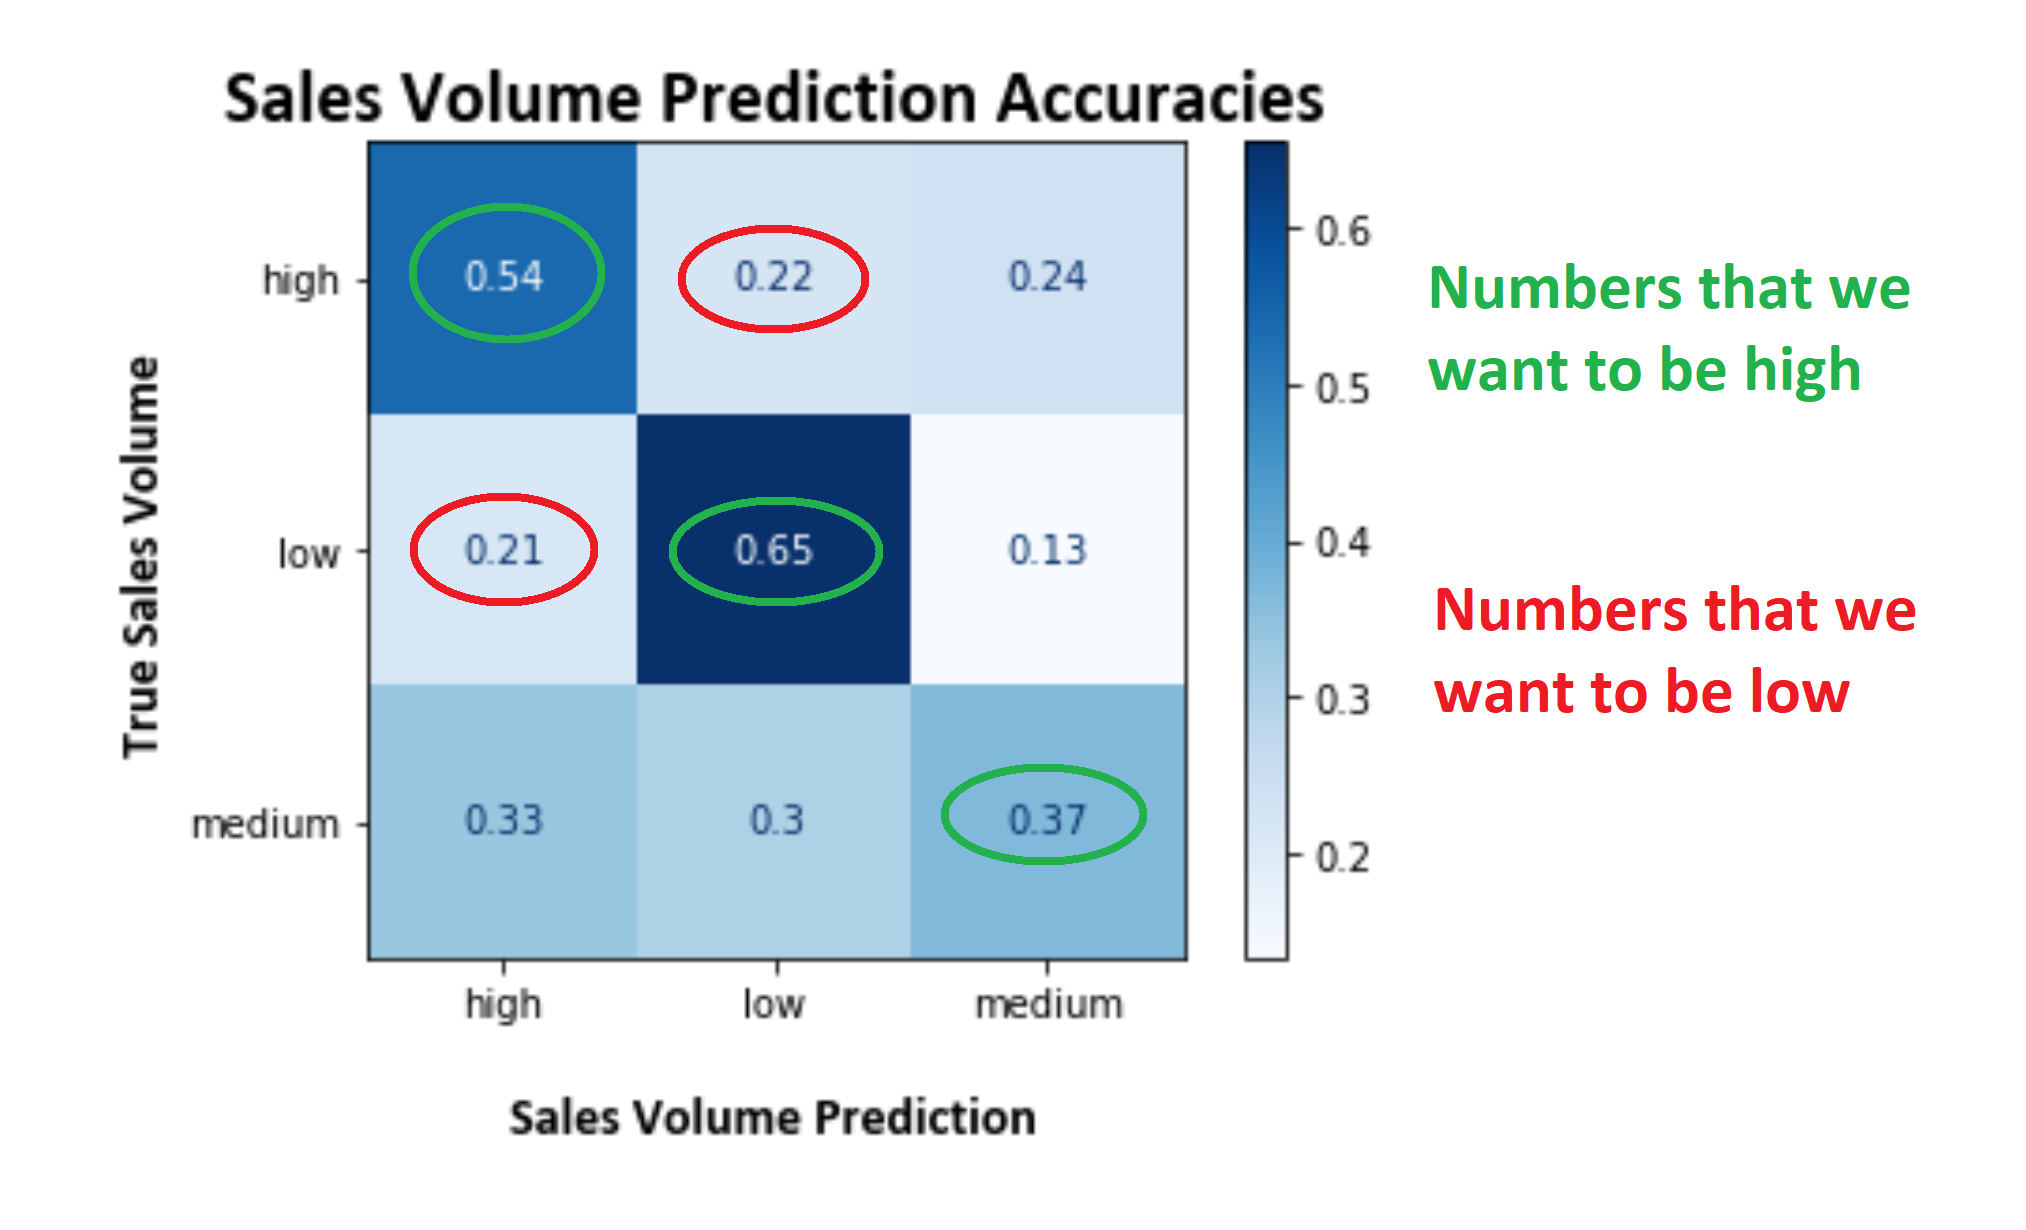 Sales Volume Prediction Accuracies
True Sales Volume
high
0.54
0.22
0.24
low
0.21
0.65
0.13
medium
0.33
0.3
0.37
high
low
medium
Sales Volume Prediction
0.6
0.5
0.4
0.3
0.2
Numbers that we
want to be high
Numbers that we
want to be low